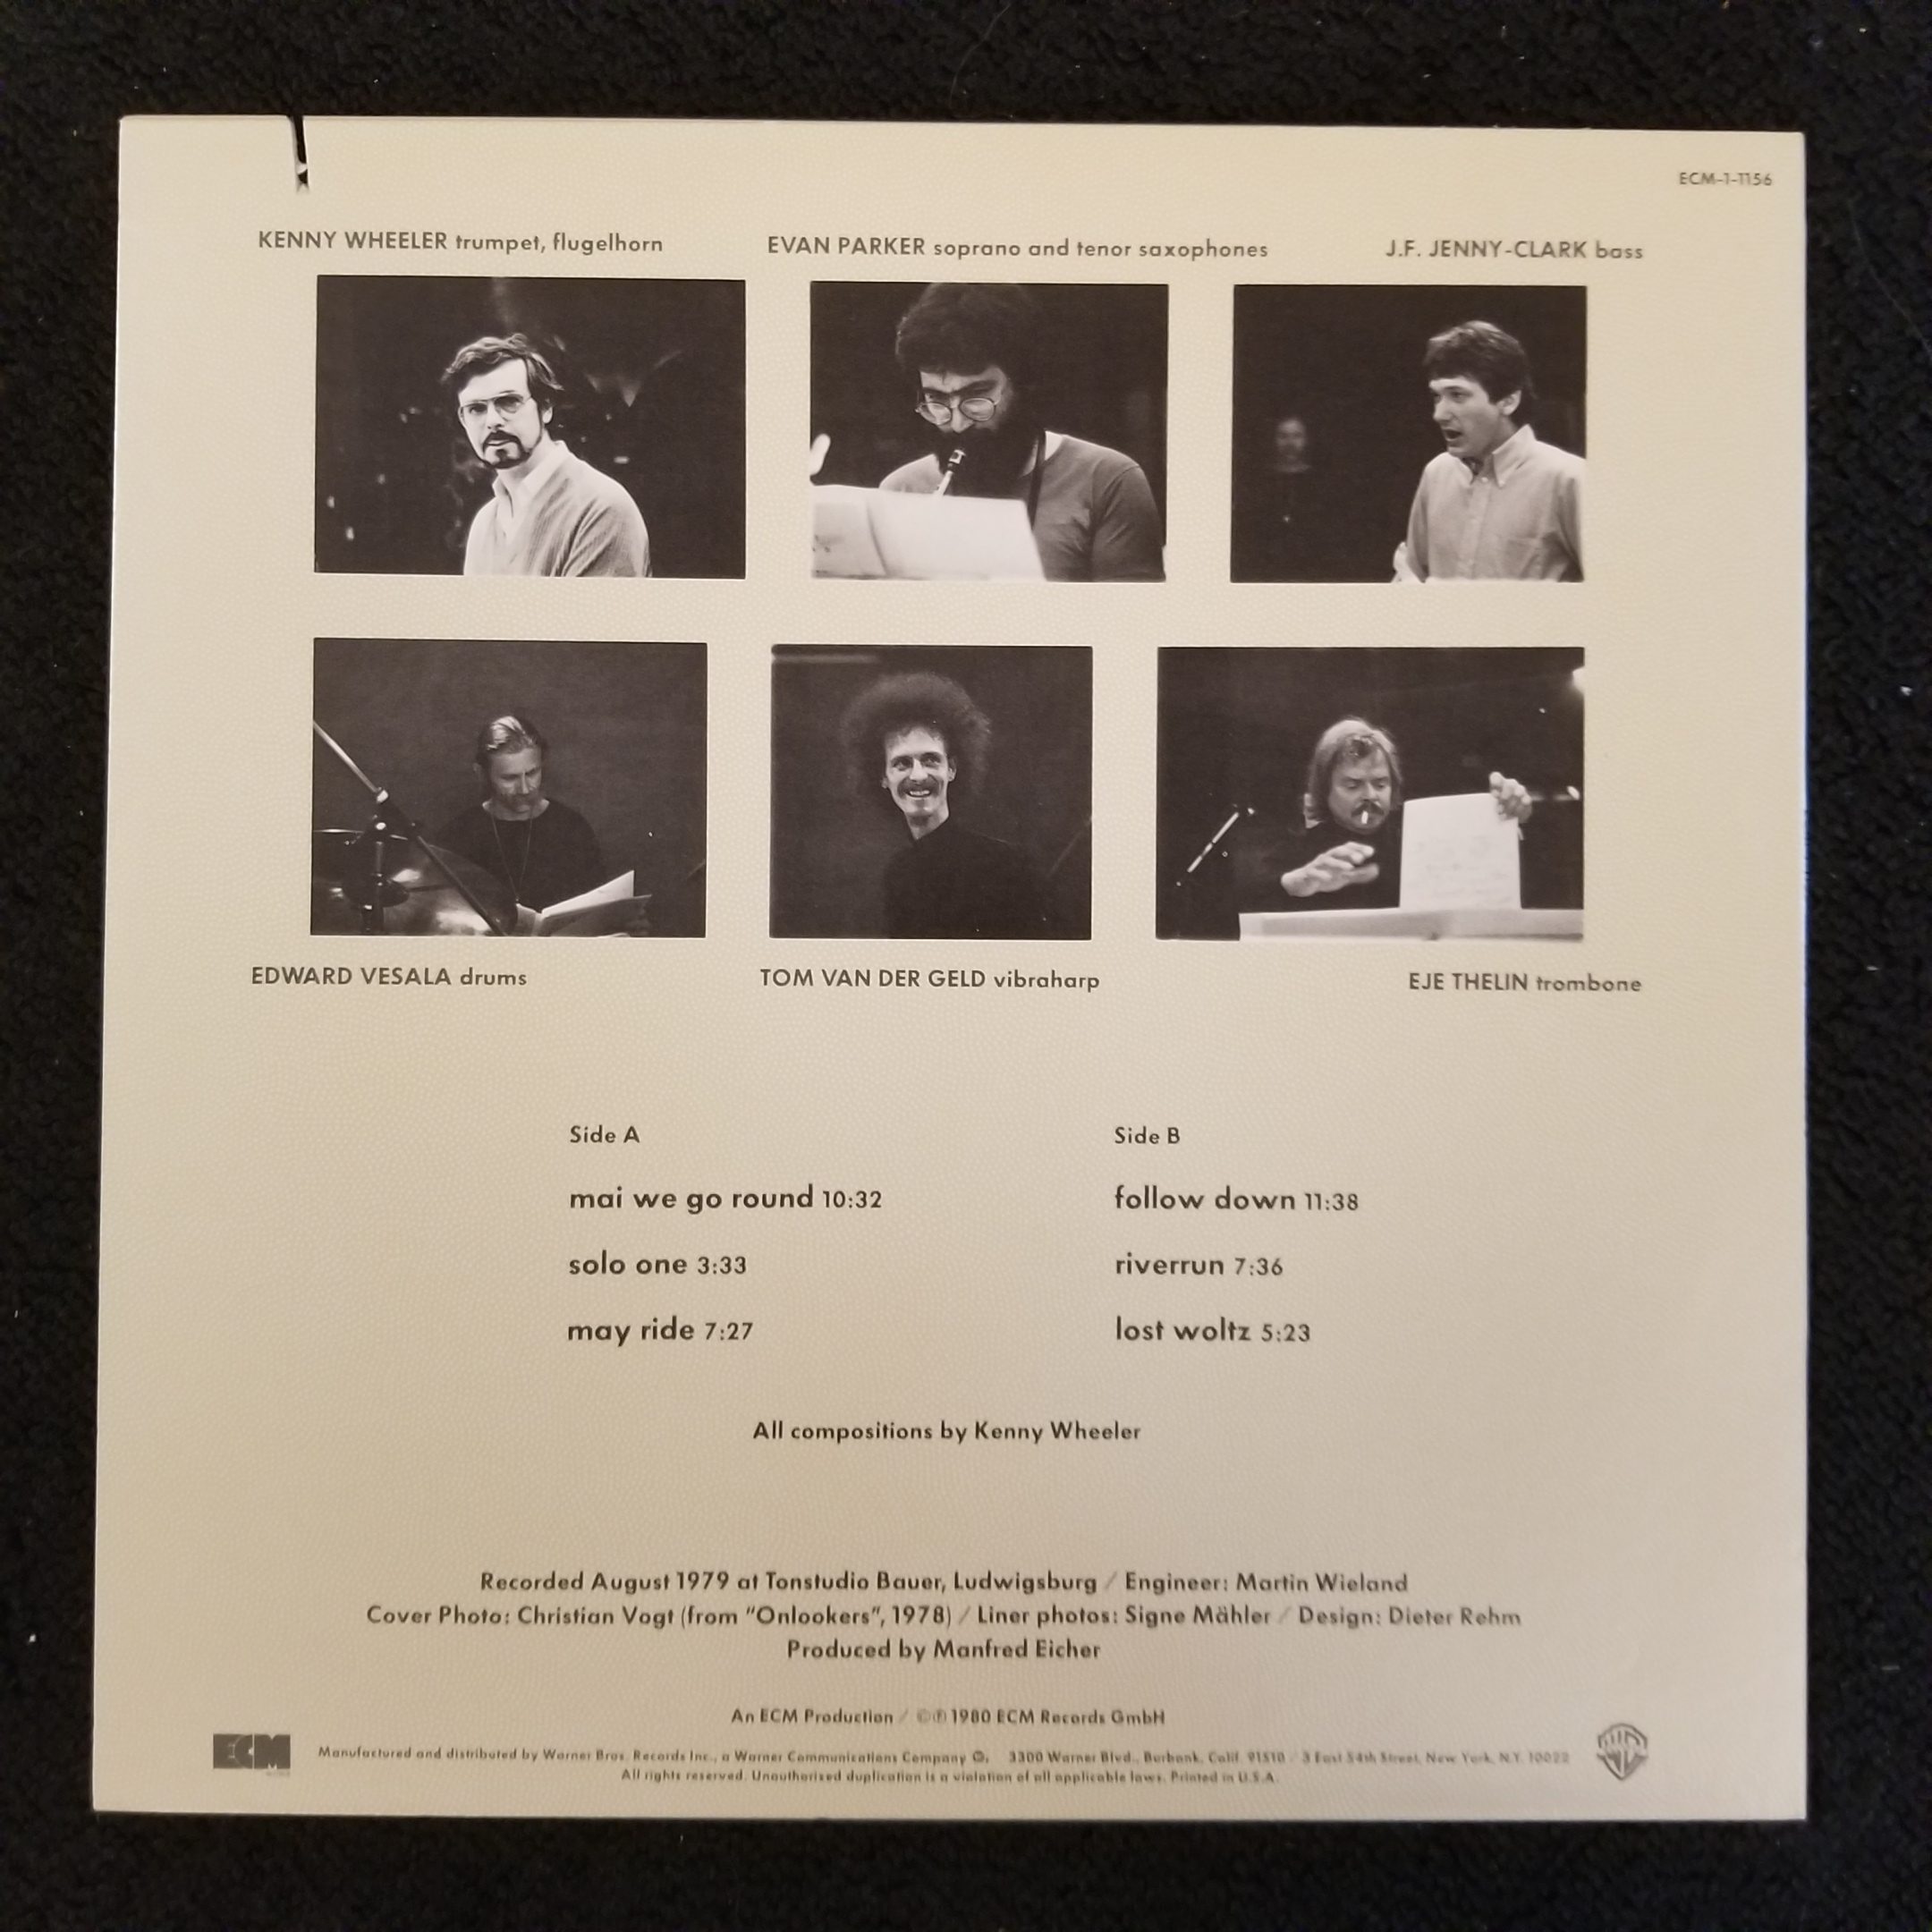 ECM-1-1156
KENNY WHEELER trumpet, flugelhorn
EVAN PARKER soprano and tenor saxophones
J.F. JENNY-CLARK bass
EDWARD VESALA drums
TOM VAN DER GELD vibraharp
EJE THELIN trombone
Side A
mai we go round 10:32
solo one 3:33
may ride 7:27
Side B
follow down 11:38
riverrun 7:36
lost woltz 5:23
All compositions by Kenny Wheeler
Recorded August 1979 at Tonstudio Bauer, Ludwigsburg / Engineer: Martin Wieland
Cover Photo: Christian Vogt (from "Onlookers", 1978) / Liner photos: Signe Mähler / Design: Dieter Rehm
Produced by Manfred Eicher
An ECM Production / ©℗ 1980 ECM Records GmbH
ECM
Manufactured and distributed by Warner Bros. Records Inc., a Warner Communications Company 3300 Warner Blvd., Burbank, Calif. 91510 / 3 East 54th Street, New York, N.Y. 10022
All rights reserved. Unauthorized duplication is a violation of all applicable laws. Printed in U.S.A.